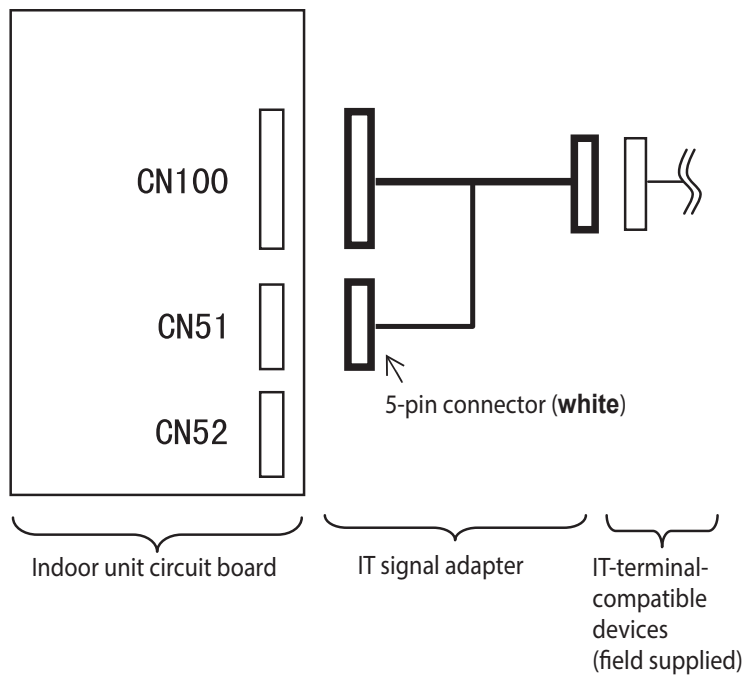 CN100
CN51
5-pin connector (white)
CN52
Indoor unit circuit board
IT signal adapter
IT-terminal-
compatible
devices
(field supplied)